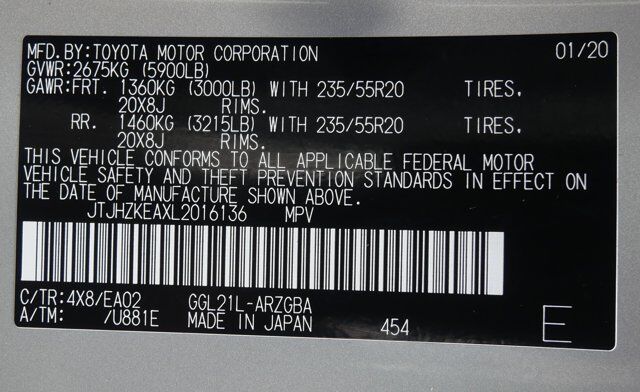 MFD.BY:TOYOTA MOTOR CORPORATION 01/20
GVWR:2675KG (5900LB)
GAWR:FRT. 1360KG (3000LB) WITH 235/55R20 TIRES,
20X8J RIMS.
RR. 1460KG (3215LB) WITH 235/55R20 TIRES,
20X8J RIMS.
THIS VEHICLE CONFORMS TO ALL APPLICABLE FEDERAL MOTOR
VEHICLE SAFETY AND THEFT PREVENTION STANDARDS IN EFFECT ON
THE DATE OF MANUFACTURE SHOWN ABOVE.
JTJHZKEAXL2016136 MPV
C/TR:4X8/EA02 GGL21L-ARZGBA
A/TM: /U881E MADE IN JAPAN 454 E